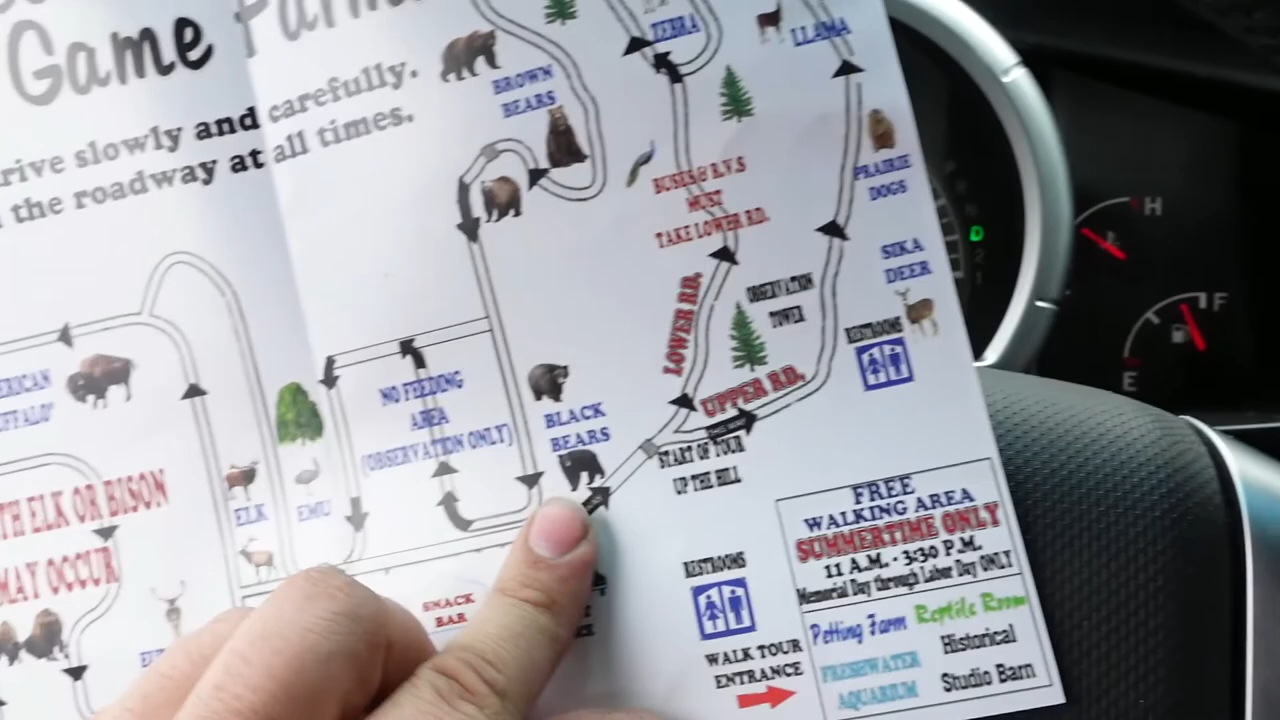 Game Farm
drive slowly and carefully.
the roadway at all times.
BROWN
BEARS
ZEBRA
LLAMA
PRAIRIE
DOGS
BUSES & R.V.S
MUST
TAKE LOWER RD.
SIKA
DEER
OBSERVATION
TOWER
RESTROOMS
LOWER RD.
UPPER RD.
THIS WAY
START OF TOUR
UP THE HILL
NO FEEDING
AREA
(OBSERVATION ONLY)
BLACK
BEARS
ELK
EMU
ELK OR BISON
MAY OCCUR
SNACK
BAR
RESTROOMS
WALK TOUR
ENTRANCE
FREE
WALKING AREA
SUMMERTIME ONLY
11 A.M. - 3:30 P.M.
Memorial Day through Labor Day ONLY
Petting Farm
Reptile Room
FRESHWATER
AQUARIUM
Historical
Studio Barn
H
D
2
1
F
E